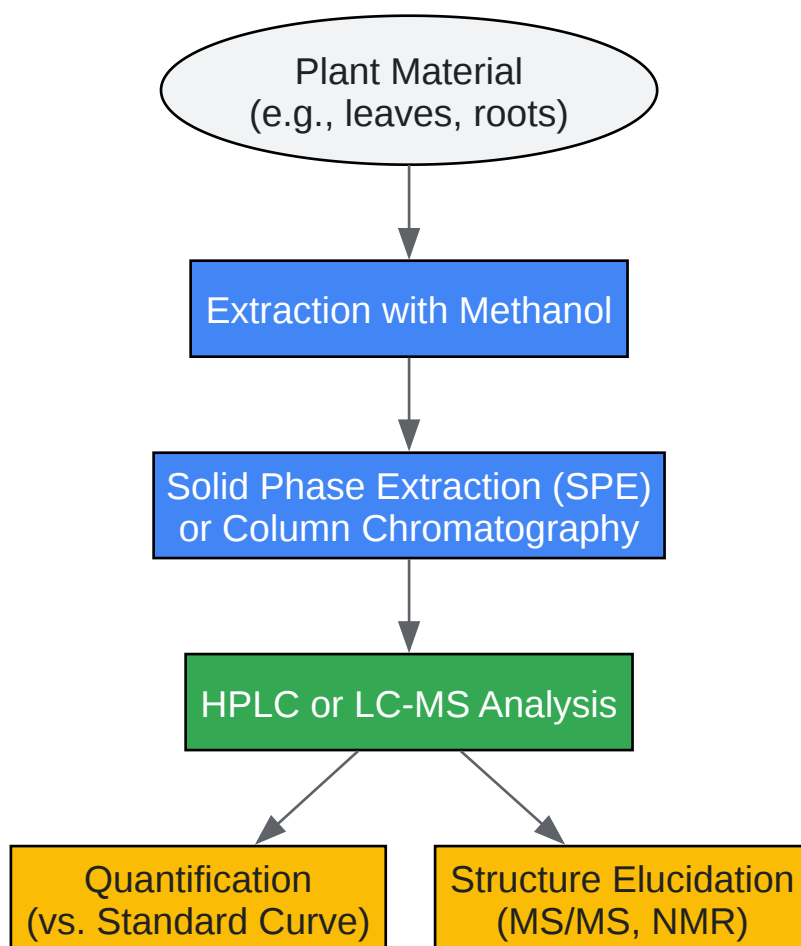 Plant Material
(e.g., leaves, roots)
Extraction with Methanol
Solid Phase Extraction (SPE)
or Column Chromatography
HPLC or LC-MS Analysis
Quantification
(vs. Standard Curve)
Structure Elucidation
(MS/MS, NMR)